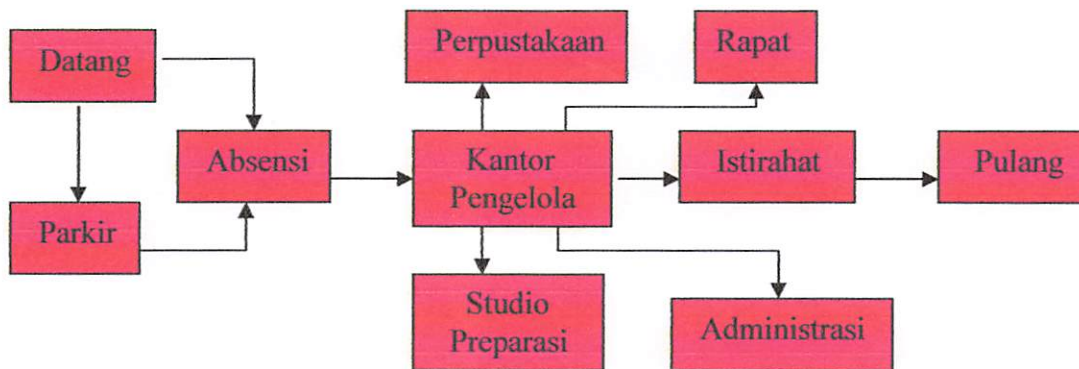 Datang
Perpustakaan
Rapat
Absensi
Kantor
Pengelola
Istirahat
Pulang
Parkir
Studio
Preparasi
Administrasi